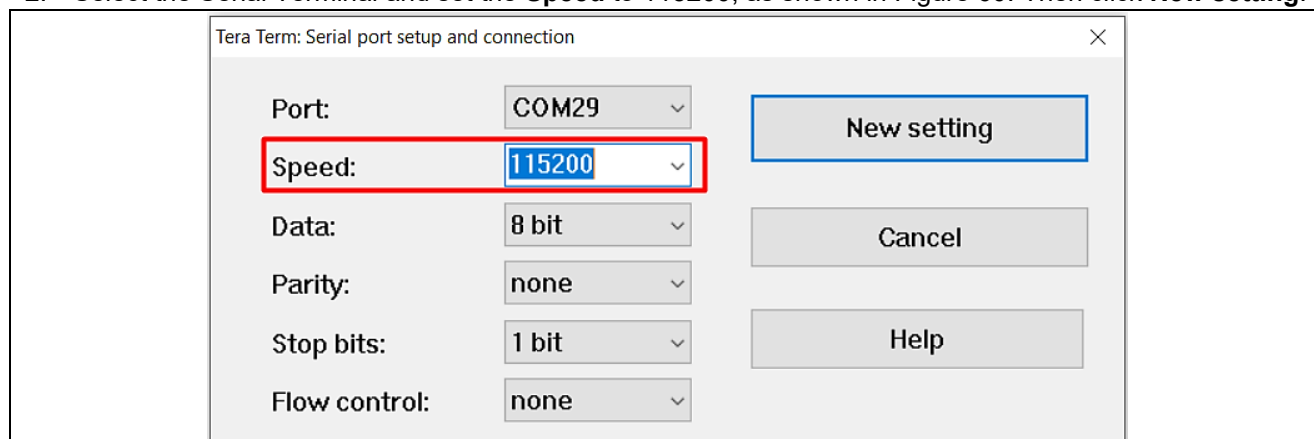 Tera Term: Serial port setup and connection
Port: COM29 New setting
Speed: 115200
Data: 8 bit Cancel
Parity: none
Stop bits: 1 bit Help
Flow control: none